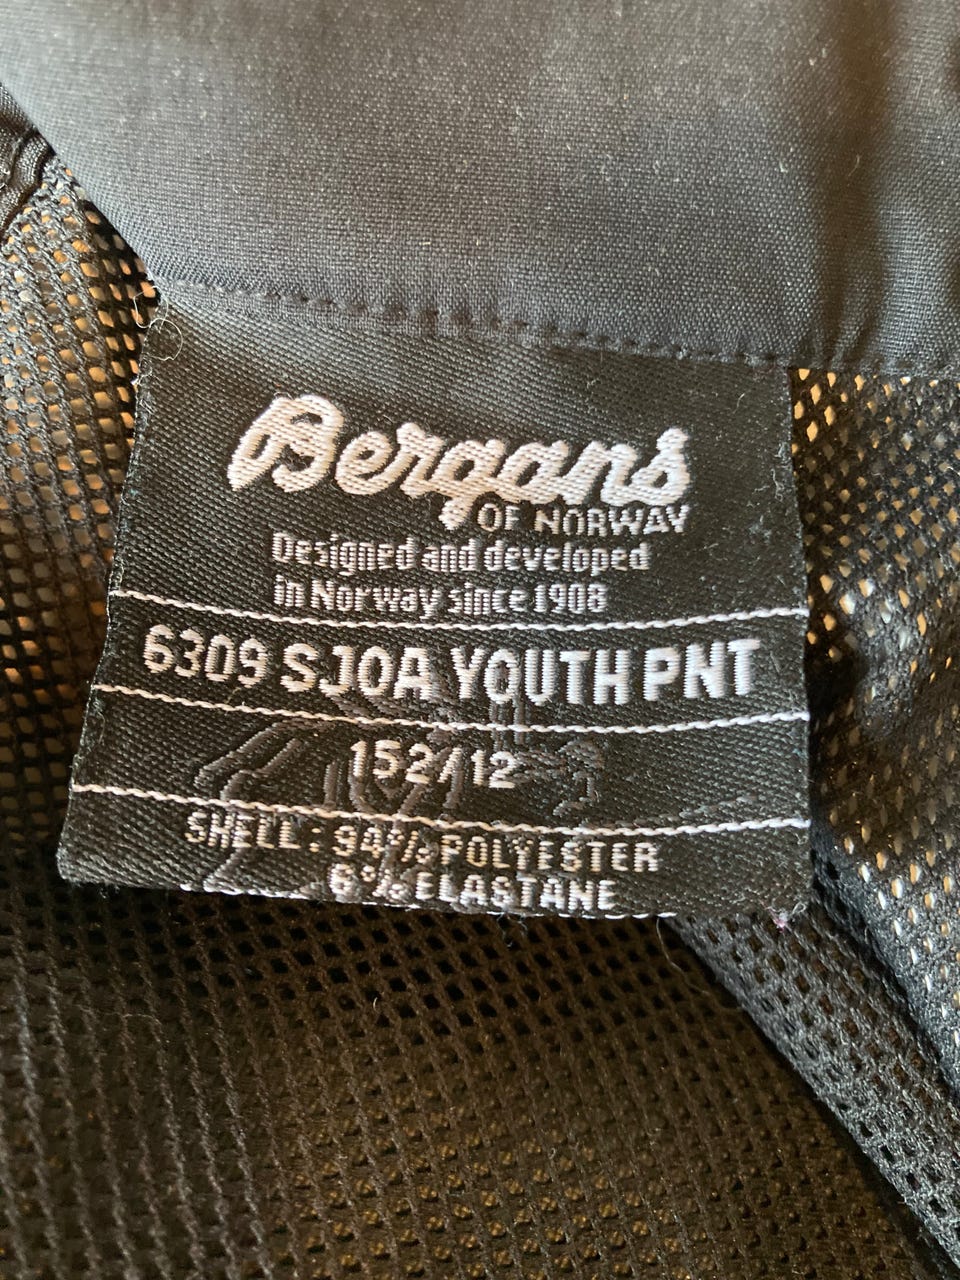 Bergans
OF NORWAY
Designed and developed
in Norway since 1908
6309 SJOA YOUTH PNT
152/12
SHELL: 94% POLYESTER
6% ELASTANE